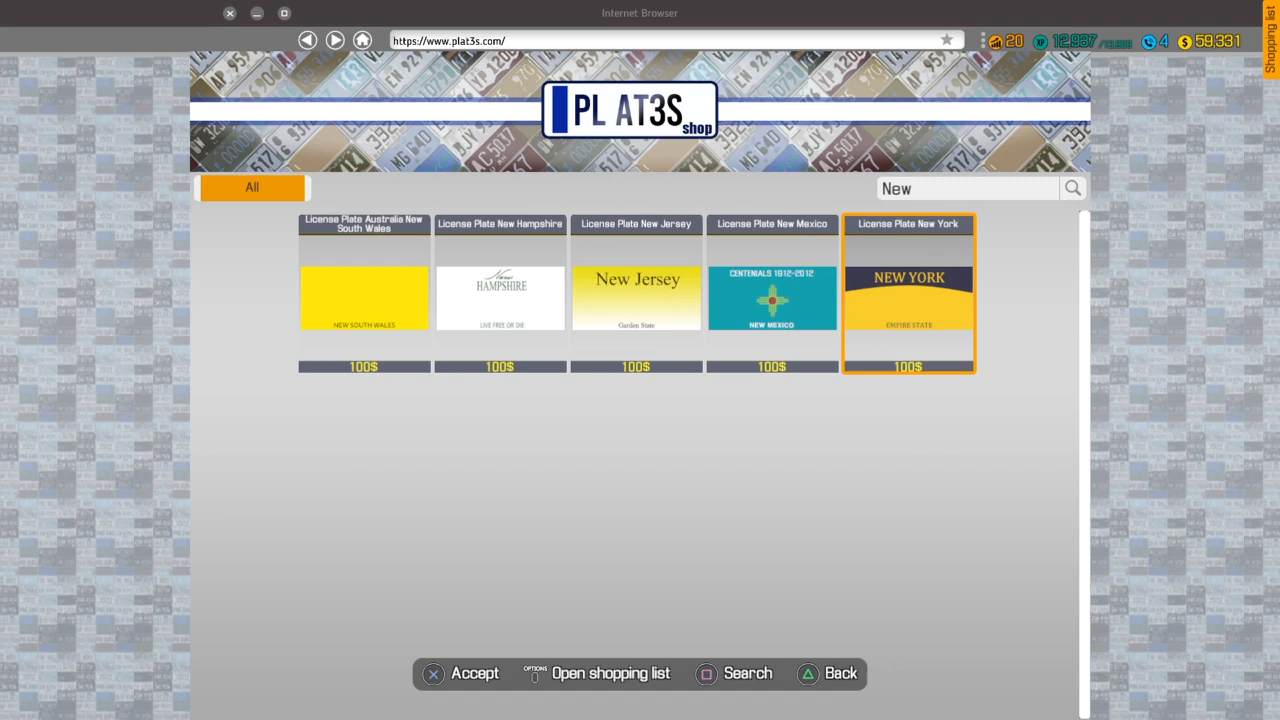 Internet Browser
https://www.plat3s.com/
20
12,937
4
$ 59,331
Shopping list
PL AT3S
shop
All
New
License Plate Australia New
South Wales
License Plate New Hampshire
License Plate New Jersey
License Plate New Mexico
License Plate New York
NEW SOUTH WALES
HAMPSHIRE
LIVE FREE OR DIE
New Jersey
Garden State
CENTENIALS 1912-2012
NEW MEXICO
NEW YORK
EMPIRE STATE
100$
100$
100$
100$
100$
Accept
OPTIONS
Open shopping list
Search
Back